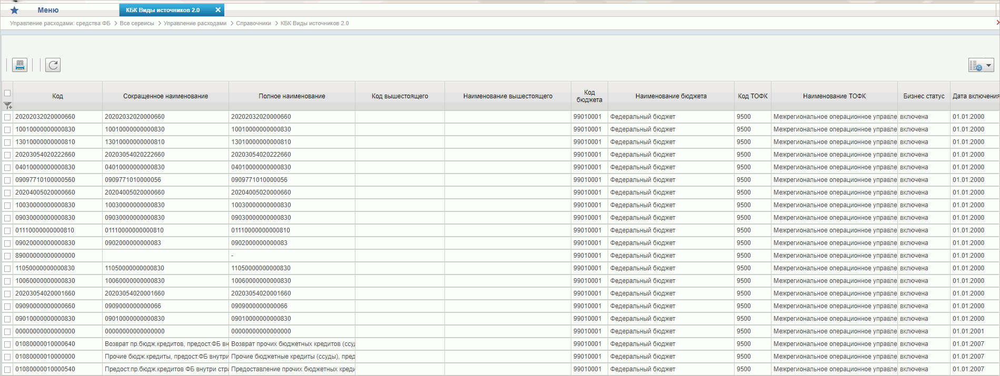 Меню
КБК Виды источников 2.0
Управление расходами: средства ФБ > Все сервисы > Управление расходами > Справочники > КБК Виды источников 2.0
Код Сокращенное наименование Полное наименование Код вышестоящего Наименование вышестоящего Код бюджета Наименование бюджета Код ТОФК Наименование ТОФК Бизнес статус Дата включения
20202032020000660 20202032020000660 20202032020000660 99010001 Федеральный бюджет 9500 Межрегиональное операционное управле включена 01.01.2000
10010000000000830 10010000000000830 10010000000000830 99010001 Федеральный бюджет 9500 Межрегиональное операционное управле включена 01.01.2000
13010000000000810 13010000000000810 13010000000000810 99010001 Федеральный бюджет 9500 Межрегиональное операционное управле включена 01.01.2000
20203054020222660 20203054020222660 20203054020222660 99010001 Федеральный бюджет 9500 Межрегиональное операционное управле включена 01.01.2000
04010000000000830 04010000000000830 04010000000000830 99010001 Федеральный бюджет 9500 Межрегиональное операционное управле включена 01.01.2000
09097710100000560 0909771010000056 0909771010000056 99010001 Федеральный бюджет 9500 Межрегиональное операционное управле включена 01.01.2000
20204005020000660 20204005020000660 20204005020000660 99010001 Федеральный бюджет 9500 Межрегиональное операционное управле включена 01.01.2000
10030000000000830 10030000000000830 10030000000000830 99010001 Федеральный бюджет 9500 Межрегиональное операционное управле включена 01.01.2000
09030000000000830 09030000000000830 09030000000000830 99010001 Федеральный бюджет 9500 Межрегиональное операционное управле включена 01.01.2000
01110000000000810 01110000000000810 01110000000000810 99010001 Федеральный бюджет 9500 Межрегиональное операционное управле включена 01.01.2000
09020000000000830 0902000000000083 0902000000000083 99010001 Федеральный бюджет 9500 Межрегиональное операционное управле включена 01.01.2000
89000000000000000 - 99010001 Федеральный бюджет 9500 Межрегиональное операционное управле включена 01.01.2000
11050000000000830 11050000000000830 11050000000000830 99010001 Федеральный бюджет 9500 Межрегиональное операционное управле включена 01.01.2000
10060000000000830 10060000000000830 10060000000000830 99010001 Федеральный бюджет 9500 Межрегиональное операционное управле включена 01.01.2000
20203054020001660 20203054020001660 20203054020001660 99010001 Федеральный бюджет 9500 Межрегиональное операционное управле включена 01.01.2000
09090000000000660 0909000000000066 0909000000000066 99010001 Федеральный бюджет 9500 Межрегиональное операционное управле включена 01.01.2000
09010000000000830 09010000000000830 09010000000000830 99010001 Федеральный бюджет 9500 Межрегиональное операционное управле включена 01.01.2000
00000000000000000 00000000000000000 00000000000000000 99010001 Федеральный бюджет 9500 Межрегиональное операционное управле включена 01.01.2001
01080000010000640 Возврат пр.бюдж.кредитов, предост.ФБ вн Возврат прочих бюджетных кредитов (ссуд 99010001 Федеральный бюджет 9500 Межрегиональное операционное управле включена 01.01.2007
01080000010000000 Прочие бюдж.кредиты, предост.ФБ внутри Прочие бюджетные кредиты (ссуды), пред 99010001 Федеральный бюджет 9500 Межрегиональное операционное управле включена 01.01.2007
01080000010000540 Предост.пр.бюдж.кредитов ФБ внутри стра Предоставление прочих бюджетных креди 99010001 Федеральный бюджет 9500 Межрегиональное операционное управле включена 01.01.2007